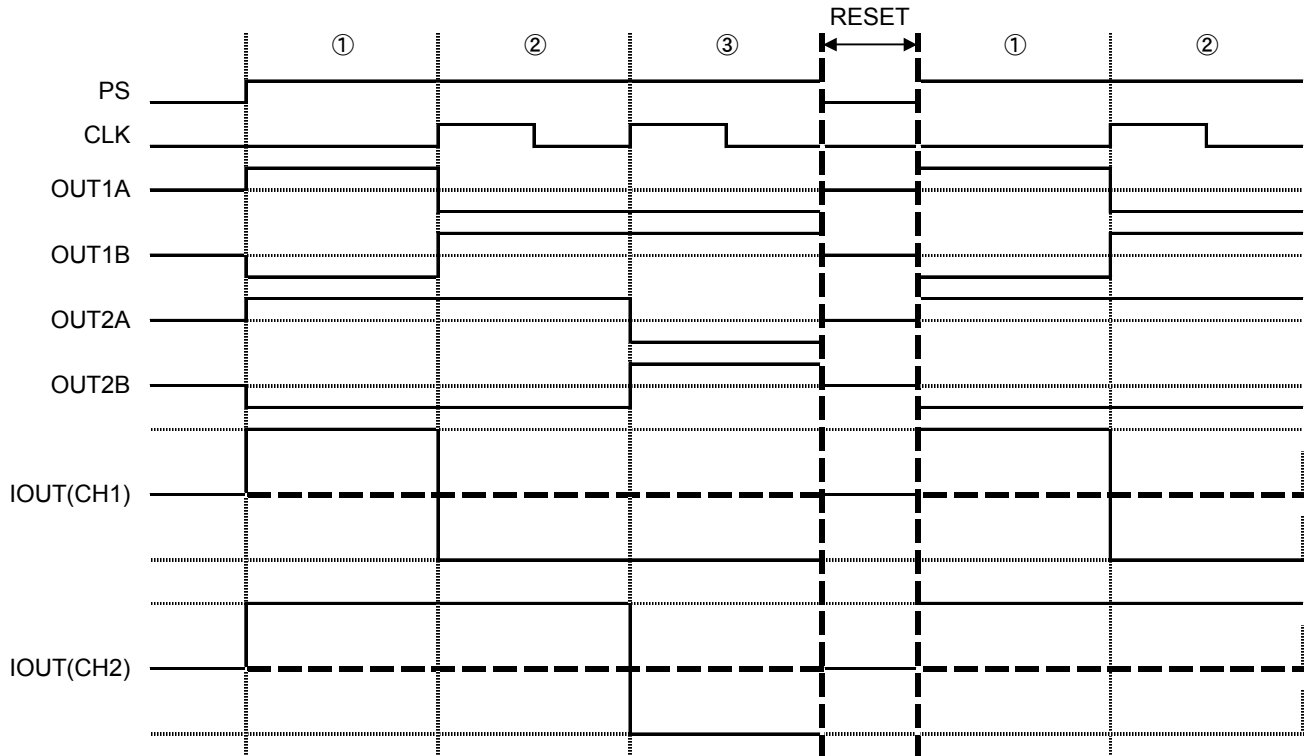 RESET
① ② ③ ① ②
PS
CLK
OUT1A
OUT1B
OUT2A
OUT2B
IOUT(CH1)
IOUT(CH2)